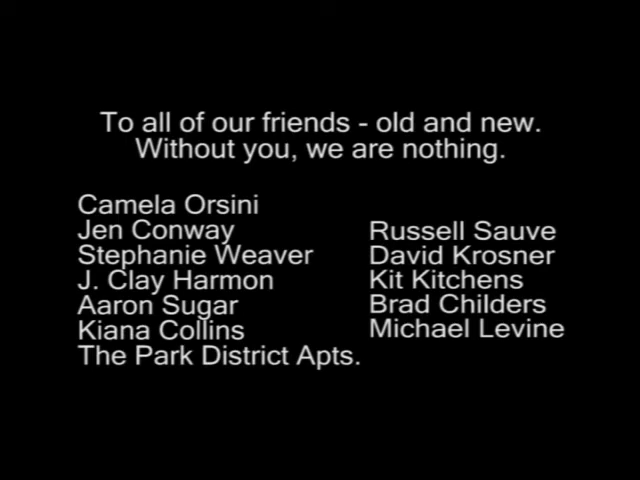 To all of our friends - old and new.
Without you, we are nothing.
Camela Orsini
Jen Conway
Stephanie Weaver
J. Clay Harmon
Aaron Sugar
Kiana Collins
The Park District Apts.
Russell Sauve
David Krosner
Kit Kitchens
Brad Childers
Michael Levine